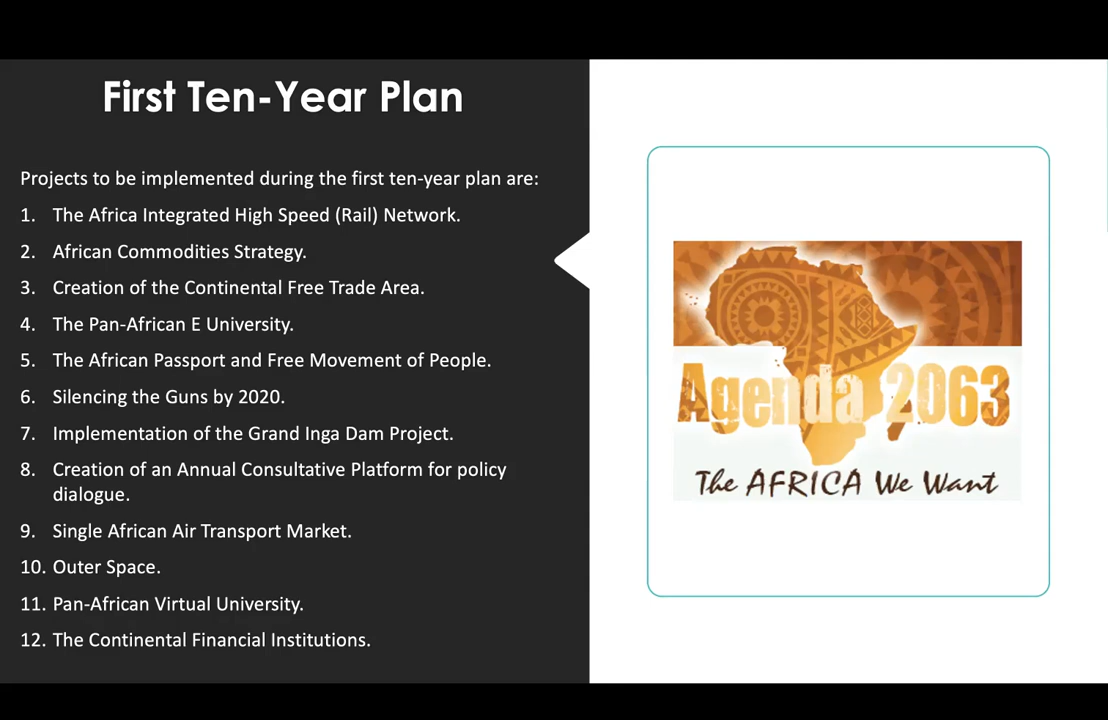 First Ten-Year Plan
Projects to be implemented during the first ten-year plan are:
1. The Africa Integrated High Speed (Rail) Network.
2. African Commodities Strategy.
3. Creation of the Continental Free Trade Area.
4. The Pan-African E University.
5. The African Passport and Free Movement of People.
6. Silencing the Guns by 2020.
7. Implementation of the Grand Inga Dam Project.
8. Creation of an Annual Consultative Platform for policy
dialogue.
9. Single African Air Transport Market.
10. Outer Space.
11. Pan-African Virtual University.
12. The Continental Financial Institutions.
Agenda 2063
The AFRICA We Want